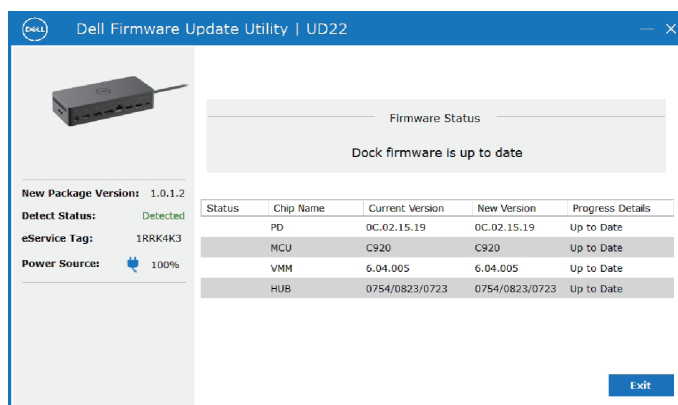 DELL Dell Firmware Update Utility | UD22
Firmware Status
Dock firmware is up to date
New Package Version: 1.0.1.2
Detect Status: Detected
eService Tag: 1RRK4K3
Power Source: 100%
Status Chip Name Current Version New Version Progress Details
PD 0C.02.15.19 0C.02.15.19 Up to Date
MCU C920 C920 Up to Date
VMM 6.04.005 6.04.005 Up to Date
HUB 0754/0823/0723 0754/0823/0723 Up to Date
Exit